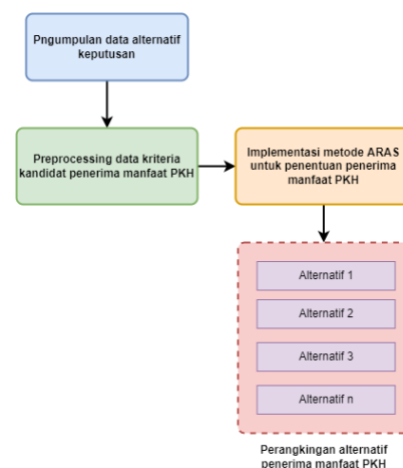 Pngumpulan data alternatif
keputusan
Preprocessing data kriteria
kandidat penerima manfaat PKH
Implementasi metode ARAS
untuk penentuan penerima
manfaat PKH
Alternatif 1
Alternatif 2
Alternatif 3
Alternatif n
Perangkingan alternatif
penerima manfaat PKH